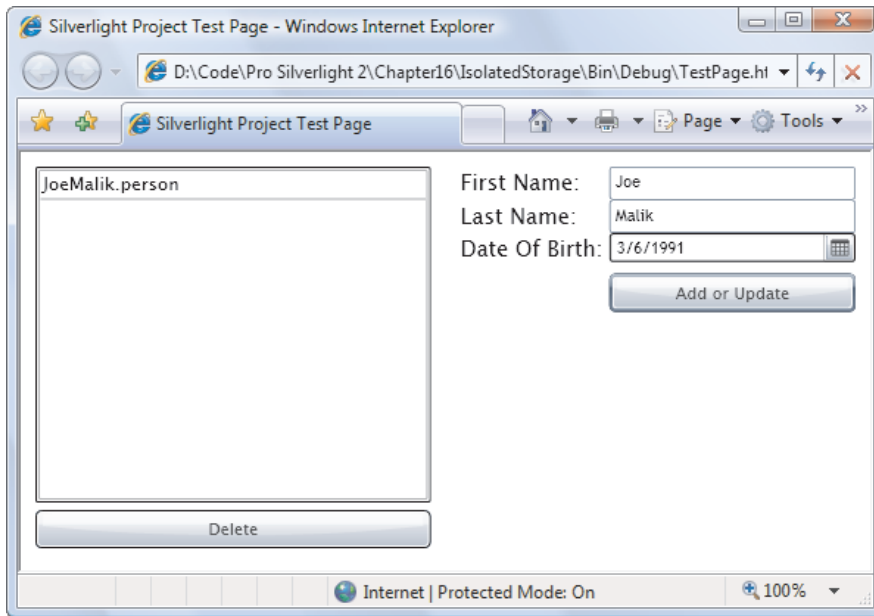 Silverlight Project Test Page - Windows Internet Explorer
D:\Code\Pro Silverlight 2\Chapter16\IsolatedStorage\Bin\Debug\TestPage.ht
Silverlight Project Test Page
Page
Tools
JoeMalik.person
First Name:
Joe
Last Name:
Malik
Date Of Birth:
3/6/1991
Add or Update
Delete
Internet | Protected Mode: On
100%